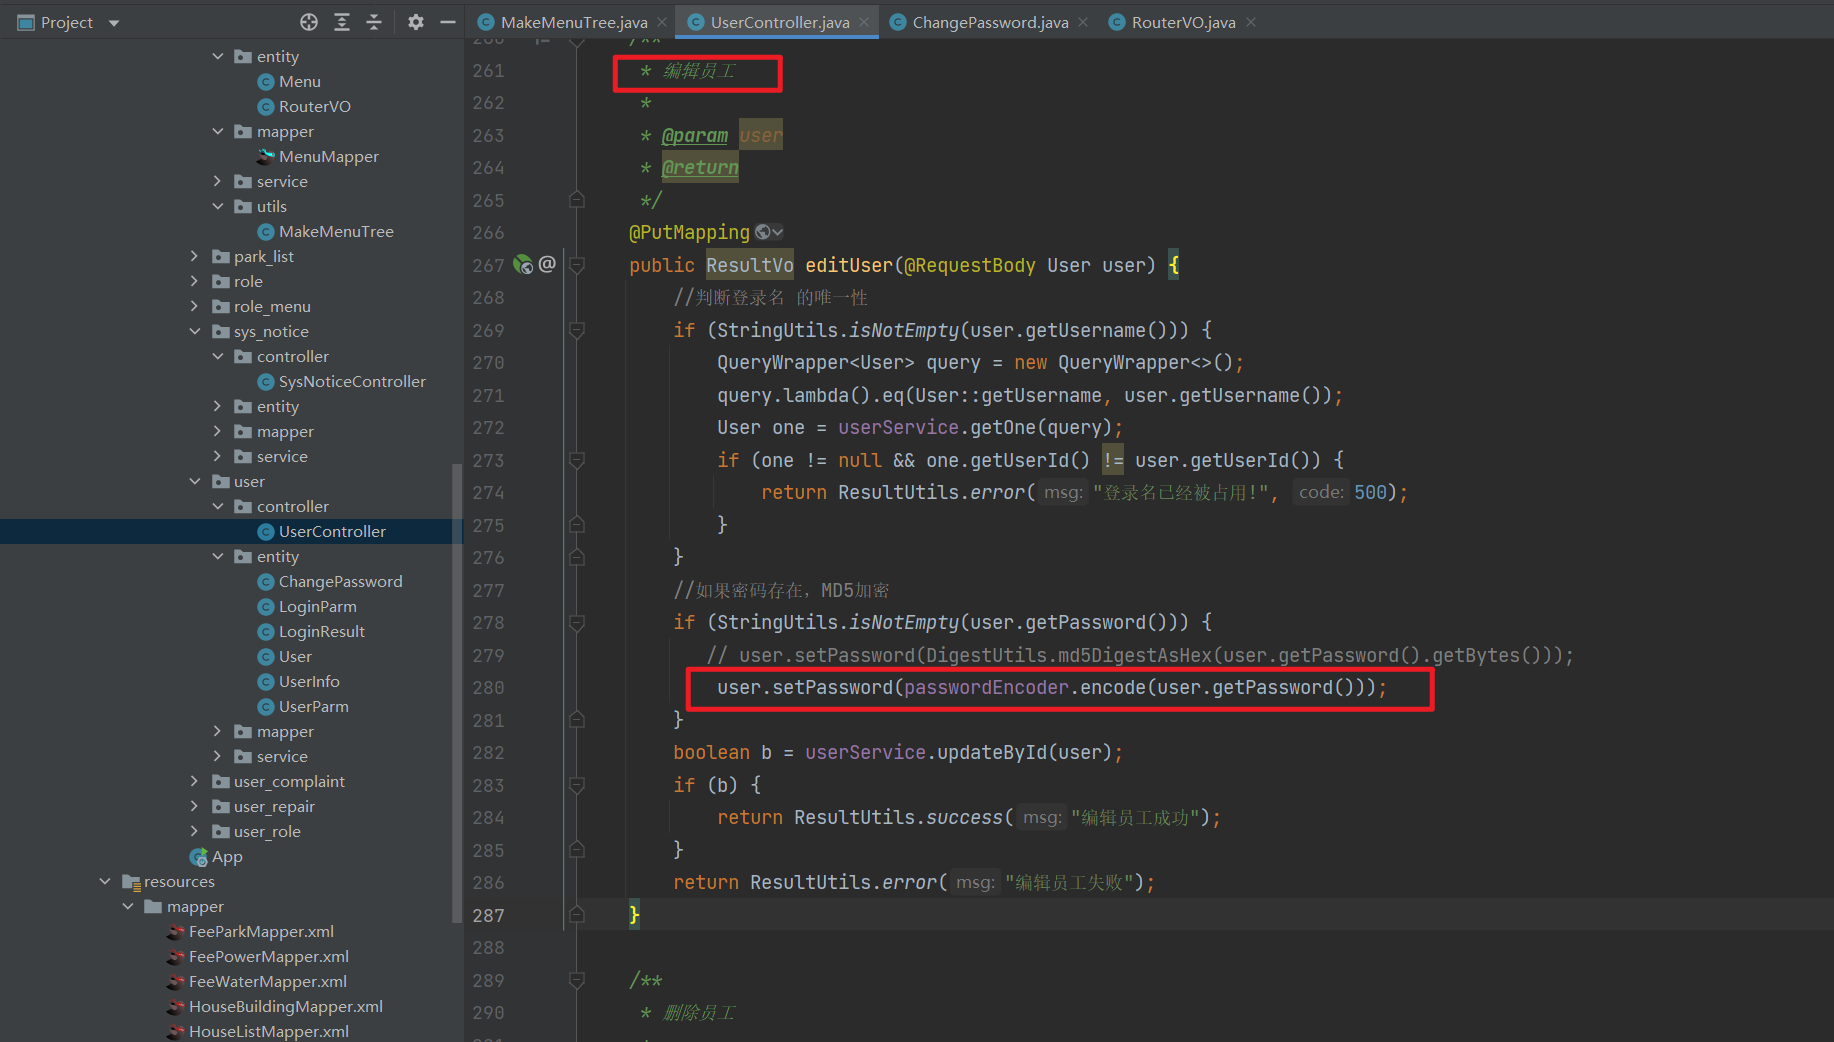 Project
MakeMenuTree.java
UserController.java
ChangePassword.java
RouterVO.java
entity
Menu
RouterVO
mapper
MenuMapper
service
utils
MakeMenuTree
park_list
role
role_menu
sys_notice
controller
SysNoticeController
entity
mapper
service
user
controller
UserController
entity
ChangePassword
LoginParm
LoginResult
User
UserInfo
UserParm
mapper
service
user_complaint
user_repair
user_role
App
resources
mapper
FeeParkMapper.xml
FeePowerMapper.xml
FeeWaterMapper.xml
HouseBuildingMapper.xml
HouseListMapper.xml
260 /**
261 * 编辑员工
262 *
263 * @param user
264 * @return
265 */
266 @PutMapping
267 @ public ResultVo editUser(@RequestBody User user) {
268 //判断登录名 的唯一性
269 if (StringUtils.isNotEmpty(user.getUsername())) {
270 QueryWrapper<User> query = new QueryWrapper<>();
271 query.lambda().eq(User::getUsername, user.getUsername());
272 User one = userService.getOne(query);
273 if (one != null && one.getUserId() != user.getUserId()) {
274 return ResultUtils.error( msg: "登录名已经被占用!", code: 500);
275 }
276 }
277 //如果密码存在，MD5加密
278 if (StringUtils.isNotEmpty(user.getPassword())) {
279 // user.setPassword(DigestUtils.md5DigestAsHex(user.getPassword().getBytes()));
280 user.setPassword(passwordEncoder.encode(user.getPassword()));
281 }
282 boolean b = userService.updateById(user);
283 if (b) {
284 return ResultUtils.success( msg: "编辑员工成功");
285 }
286 return ResultUtils.error( msg: "编辑员工失败");
287 }
288
289 /**
290 * 删除员工